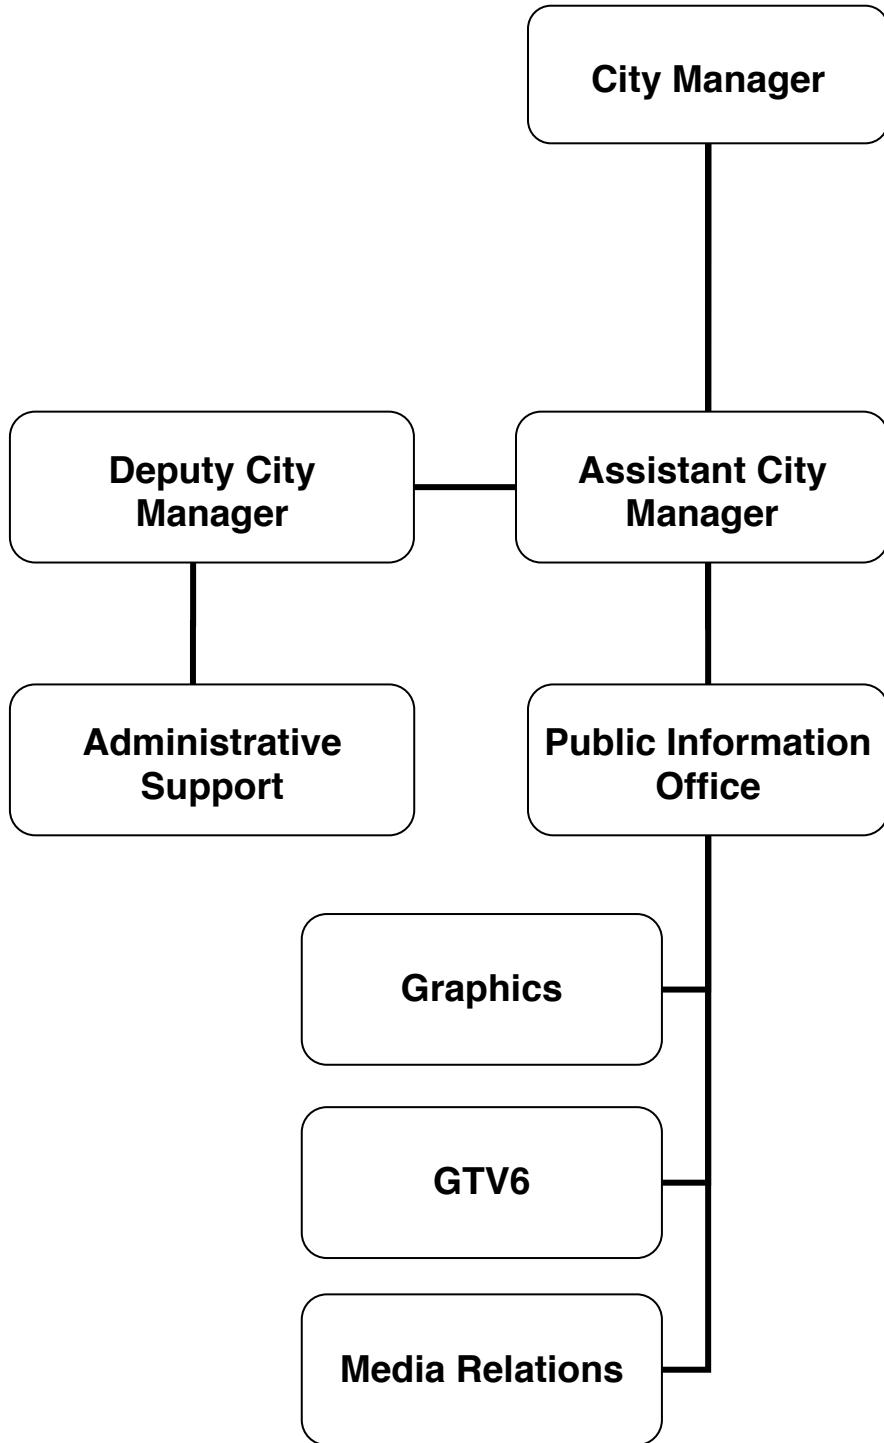 City Manager
Deputy City
Manager
Assistant City
Manager
Administrative
Support
Public Information
Office
Graphics
GTV6
Media Relations